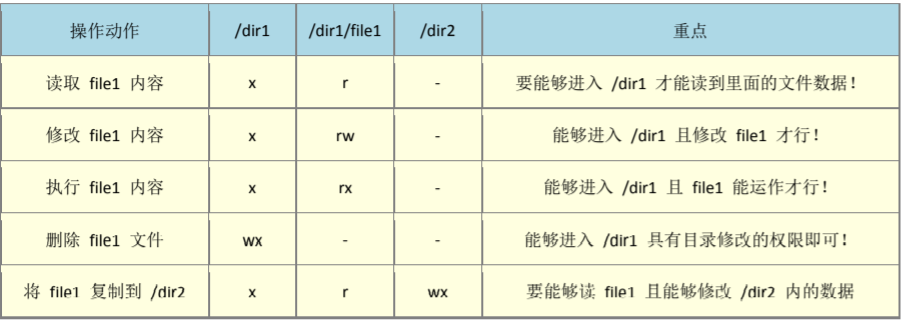 操作动作 /dir1 /dir1/file1 /dir2 重点
读取 file1 内容 x r - 要能够进入 /dir1 才能读到里面的文件数据！
修改 file1 内容 x rw - 能够进入 /dir1 且修改 file1 才行！
执行 file1 内容 x rx - 能够进入 /dir1 且 file1 能运作才行！
删除 file1 文件 wx - - 能够进入 /dir1 具有目录修改的权限即可！
将 file1 复制到 /dir2 x r wx 要能够读 file1 且能够修改 /dir2 内的数据